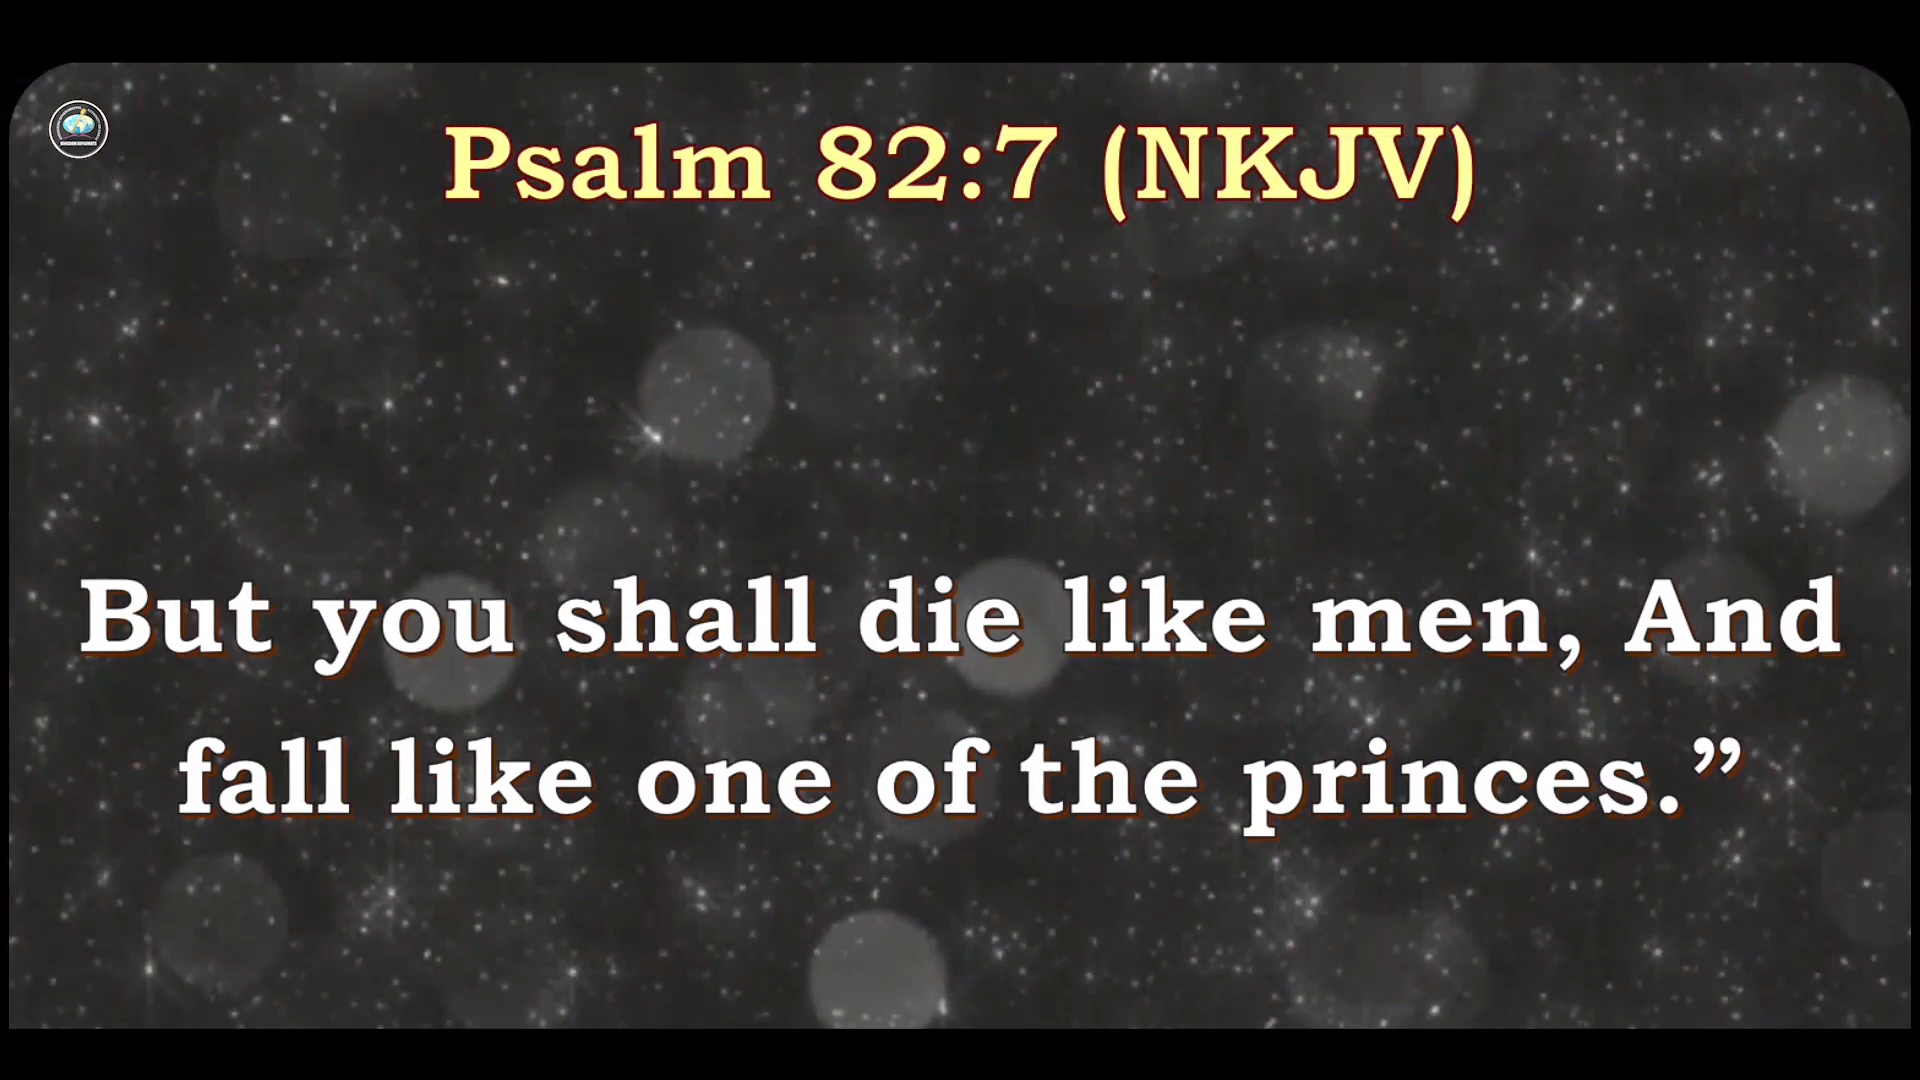 Psalm 82:7 (NKJV)
But you shall die like men, And
fall like one of the princes.”